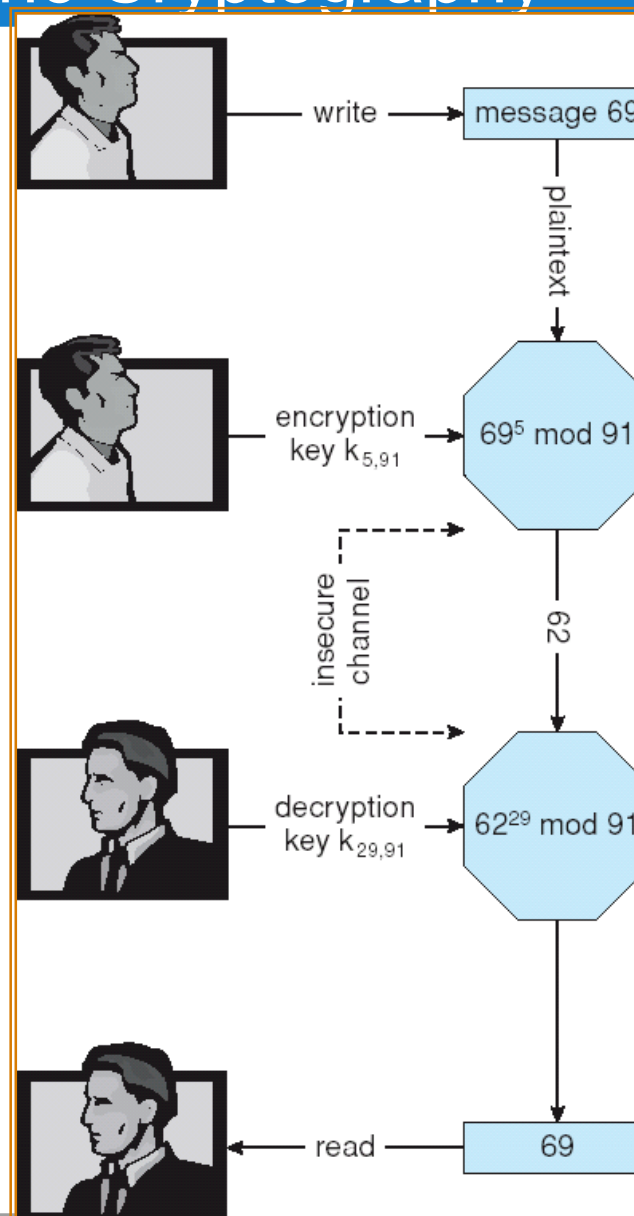 Cryptography
write
message 69
plaintext
encryption
key k5,91
69⁵ mod 91
insecure
channel
62
decryption
key k29,91
62²⁹ mod 91
read
69